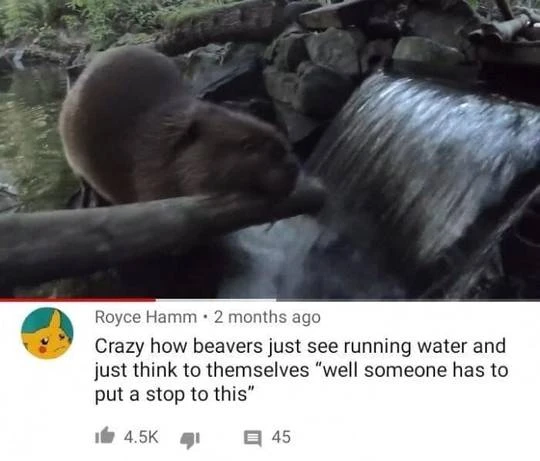 Royce Hamm • 2 months ago
Crazy how beavers just see running water and
just think to themselves “well someone has to
put a stop to this”
4.5K 45